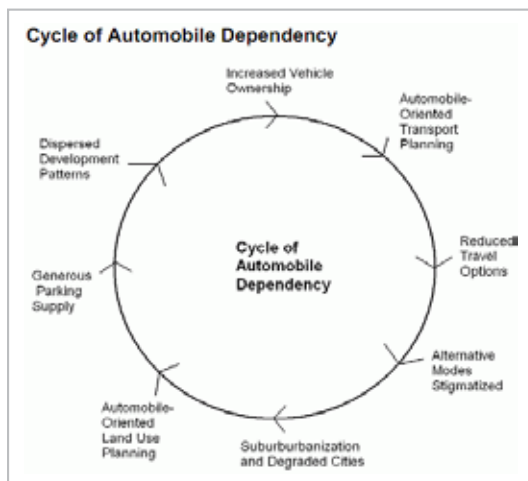 Cycle of Automobile Dependency
Increased Vehicle
Ownership
Automobile-
Oriented
Transport
Planning
Reduced
Travel
Options
Alternative
Modes
Stigmatized
Suburburbanization
and Degraded Cities
Automobile-
Oriented
Land Use
Planning
Generous
Parking
Supply
Dispersed
Development
Patterns
Cycle of
Automobile
Dependency